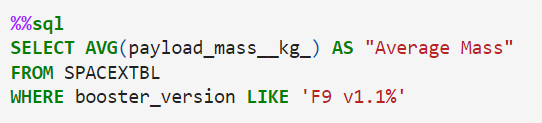 %%sql
SELECT AVG(payload_mass__kg_) AS "Average Mass"
FROM SPACEXTBL
WHERE booster_version LIKE 'F9 v1.1%'